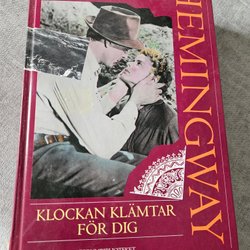 HEMINGWAY
KLOCKAN KLÄMTAR
FÖR DIG